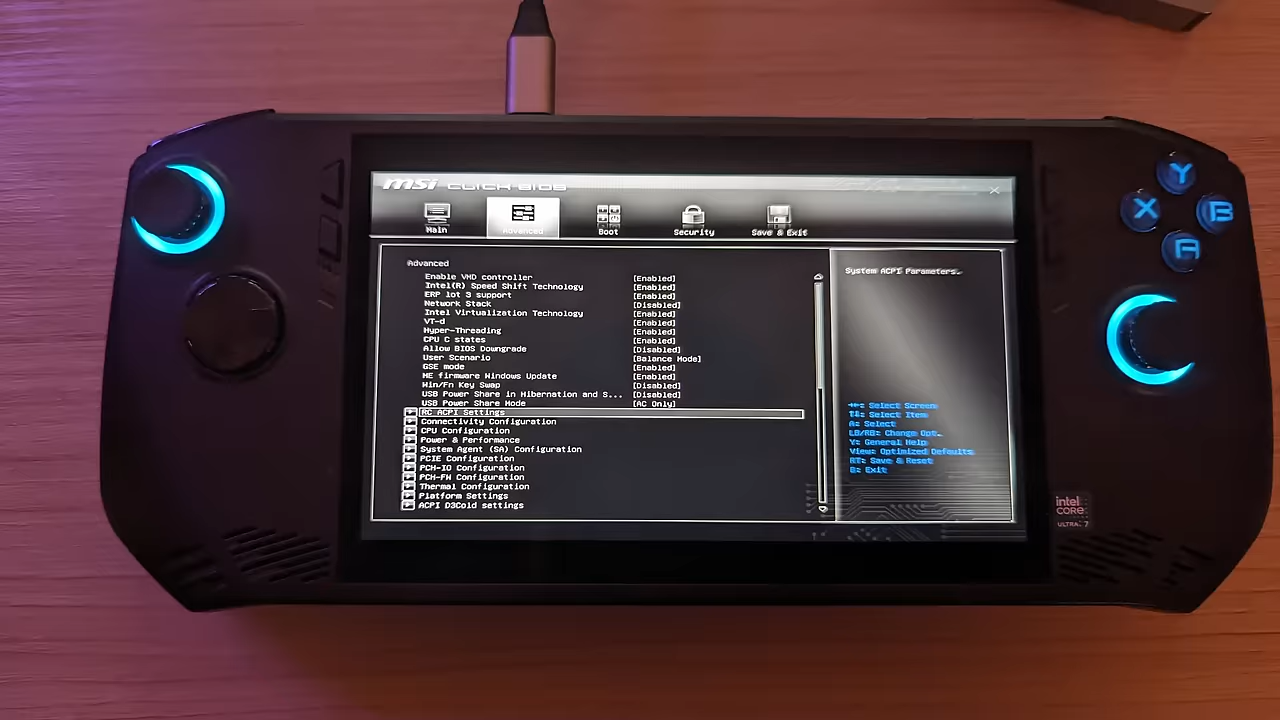 msi CLICK BIOS
Main
Advanced
Boot
Security
Save & Exit
Advanced
Enable VMD controller [Enabled]
Intel(R) Speed Shift Technology [Enabled]
ERP lot 3 support [Enabled]
Network Stack [Disabled]
Intel Virtualization Technology [Enabled]
VT-d [Enabled]
Hyper-Threading [Enabled]
CPU C states [Enabled]
Allow BIOS Downgrade [Disabled]
User Scenario [Balance Mode]
GSE mode [Enabled]
ME firmware Windows Update [Enabled]
Win/Fn Key Swap [Disabled]
USB Power Share in Hibernation and S... [Disabled]
USB Power Share Mode [AC Only]
RC ACPI Settings
Connectivity Configuration
CPU Configuration
Power & Performance
System Agent (SA) Configuration
PCIE Configuration
PCH-IO Configuration
PCH-FW Configuration
Thermal Configuration
Platform Settings
ACPI D3Cold settings
System ACPI Parameters.
→←: Select Screen
↑↓: Select Item
A: Select
LB/RB: Change Opt.
Y: General Help
View: Optimized Defaults
RT: Save & Reset
B: Exit
Y
X
B
A
intel
CORE
ULTRA 7